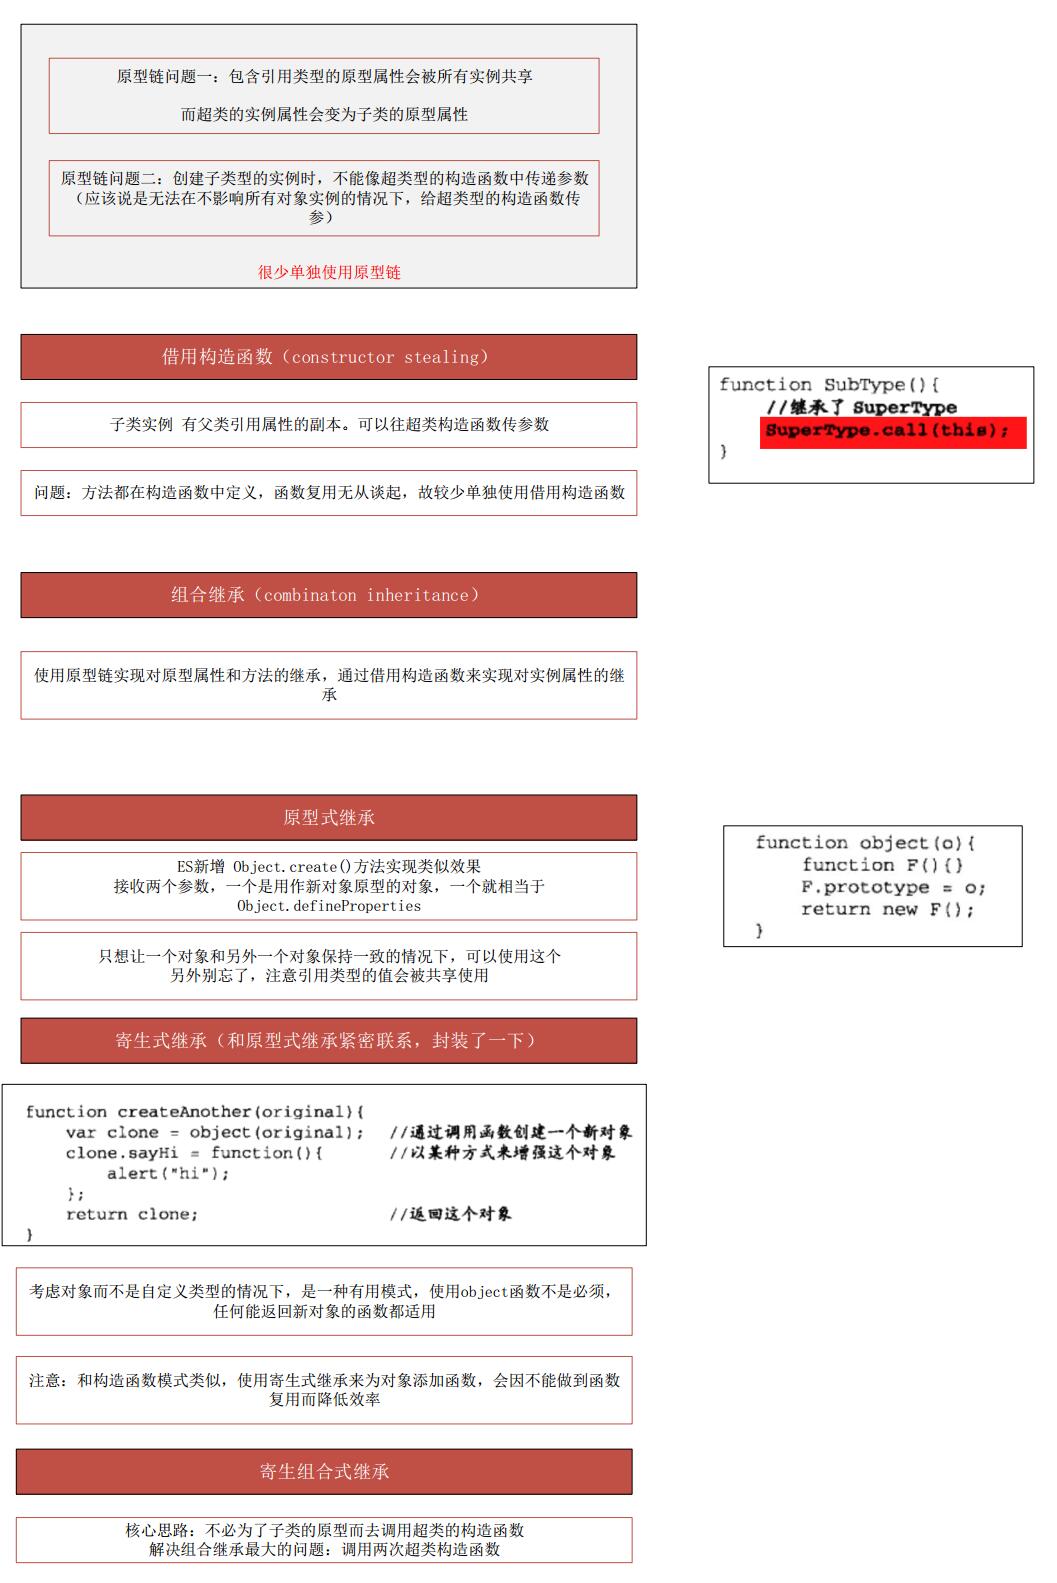 原型链问题一：包含引用类型的原型属性会被所有实例共享
而超类的实例属性会变为子类的原型属性
原型链问题二：创建子类型的实例时，不能像超类型的构造函数中传递参数
（应该说是无法在不影响所有对象实例的情况下，给超类型的构造函数传
参）
很少单独使用原型链
借用构造函数（constructor stealing）
子类实例 有父类引用属性的副本。可以往超类构造函数传参数
问题：方法都在构造函数中定义，函数复用无从谈起，故较少单独使用借用构造函数
function SubType(){
//继承了 SuperType
SuperType.call(this);
}
组合继承（combinaton inheritance）
使用原型链实现对原型属性和方法的继承，通过借用构造函数来实现对实例属性的继
承
原型式继承
ES新增 Object.create()方法实现类似效果
接收两个参数，一个是用作新对象原型的对象，一个就相当于
Object.defineProperties
只想让一个对象和另外一个对象保持一致的情况下，可以使用这个
另外别忘了，注意引用类型的值会被共享使用
function object(o){
function F(){}
F.prototype = o;
return new F();
}
寄生式继承（和原型式继承紧密联系，封装了一下）
function createAnother(original){
var clone = object(original); //通过调用函数创建一个新对象
clone.sayHi = function(){ //以某种方式来增强这个对象
alert("hi");
};
return clone; //返回这个对象
}
考虑对象而不是自定义类型的情况下，是一种有用模式，使用object函数不是必须，
任何能返回新对象的函数都适用
注意：和构造函数模式类似，使用寄生式继承来为对象添加函数，会因不能做到函数
复用而降低效率
寄生组合式继承
核心思路：不必为了子类的原型而去调用超类的构造函数
解决组合继承最大的问题：调用两次超类构造函数